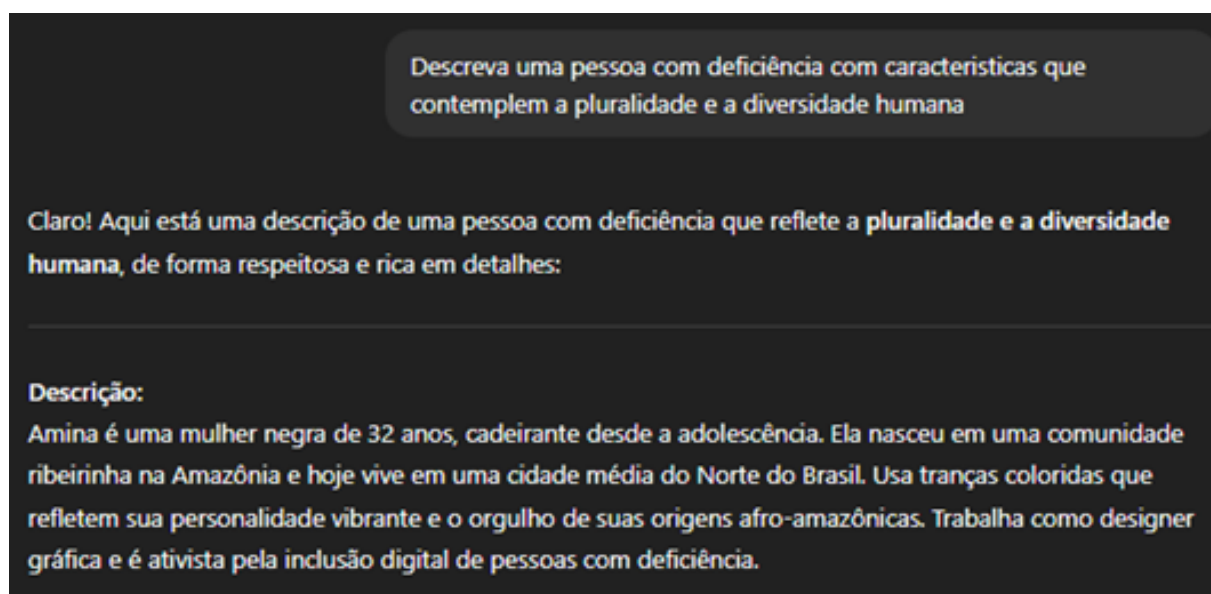 Descreva uma pessoa com deficiência com caracteristicas que
contemplem a pluralidade e a diversidade humana
Claro! Aqui está uma descrição de uma pessoa com deficiência que reflete a pluralidade e a diversidade
humana, de forma respeitosa e rica em detalhes:
Descrição:
Amina é uma mulher negra de 32 anos, cadeirante desde a adolescência. Ela nasceu em uma comunidade
ribeirinha na Amazônia e hoje vive em uma cidade média do Norte do Brasil. Usa tranças coloridas que
refletem sua personalidade vibrante e o orgulho de suas origens afro-amazônicas. Trabalha como designer
gráfica e é ativista pela inclusão digital de pessoas com deficiência.